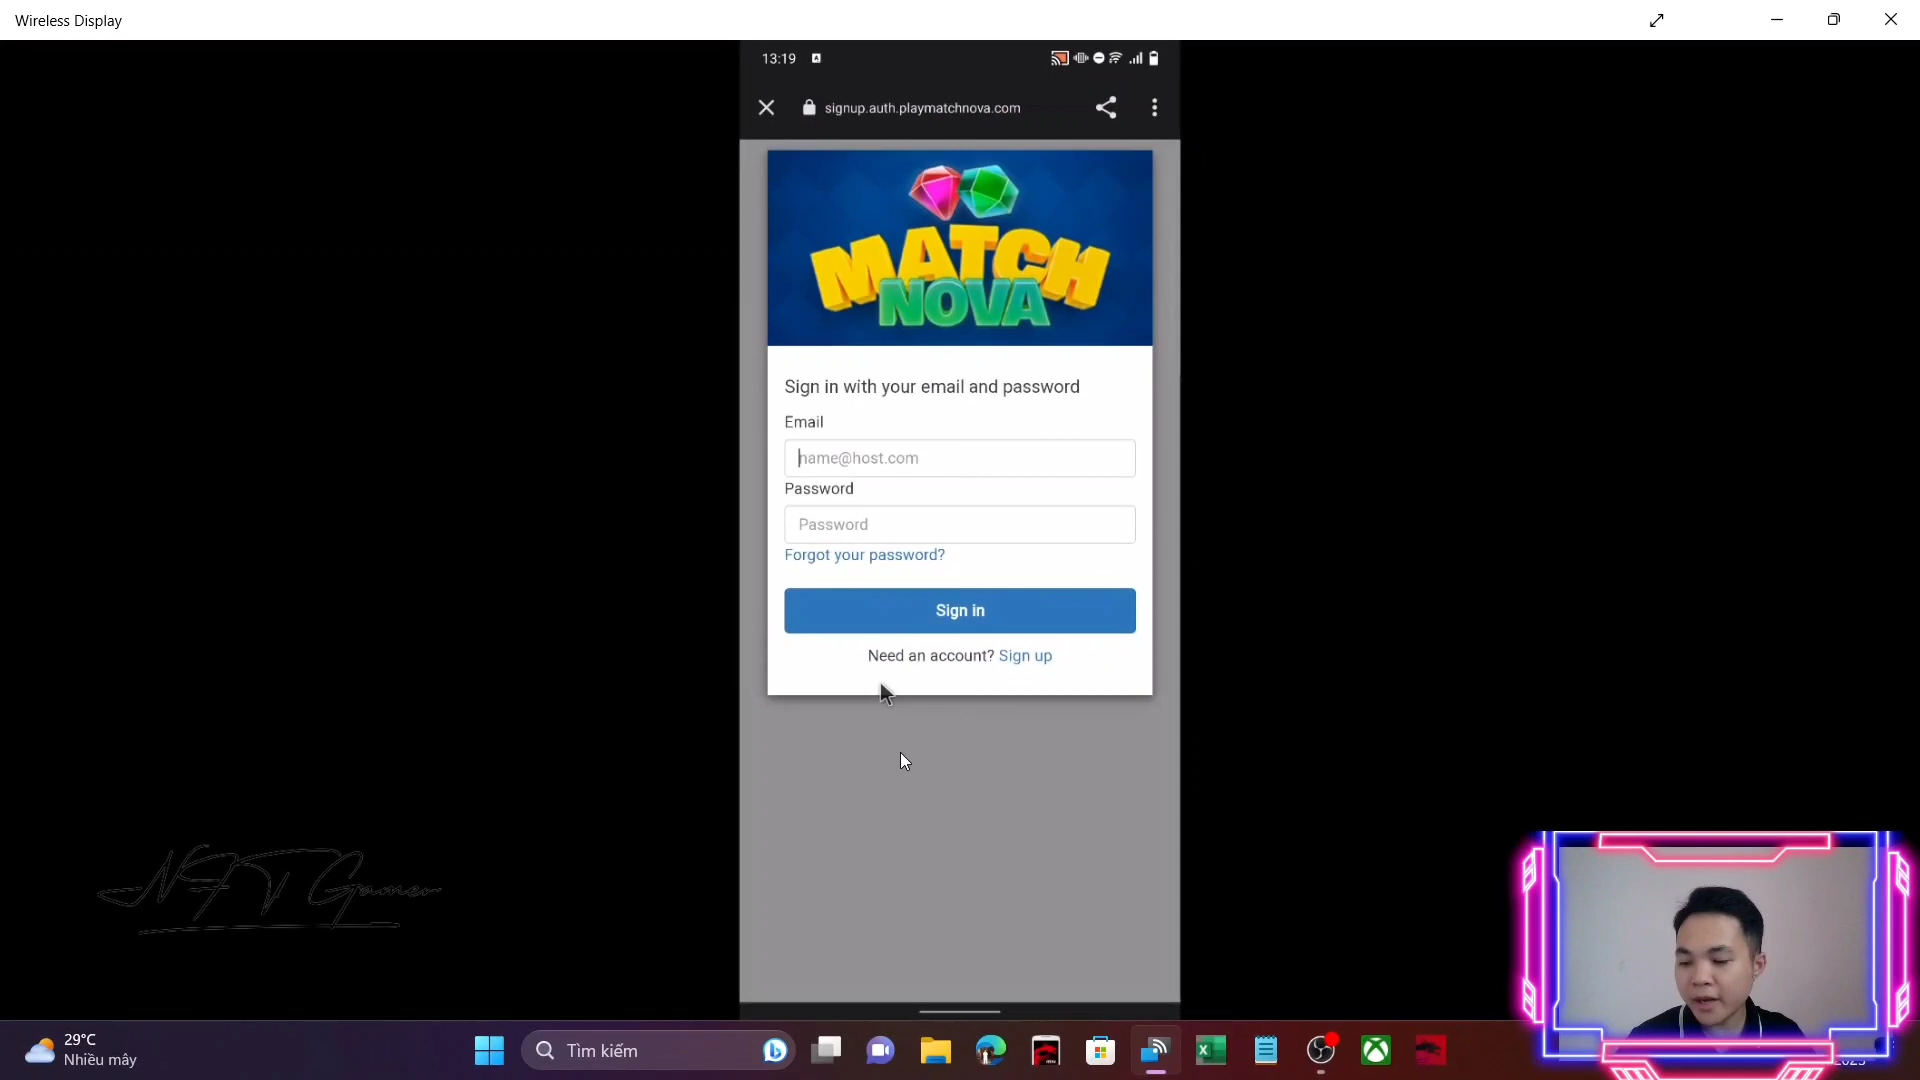 Wireless Display
13:19
signup.auth.playmatchnova.com
MATCH
NOVA
Sign in with your email and password
Email
name@host.com
Password
Password
Forgot your password?
Sign in
Need an account? Sign up
NFT Gamer
29°C
Nhiều mây
Tìm kiếm